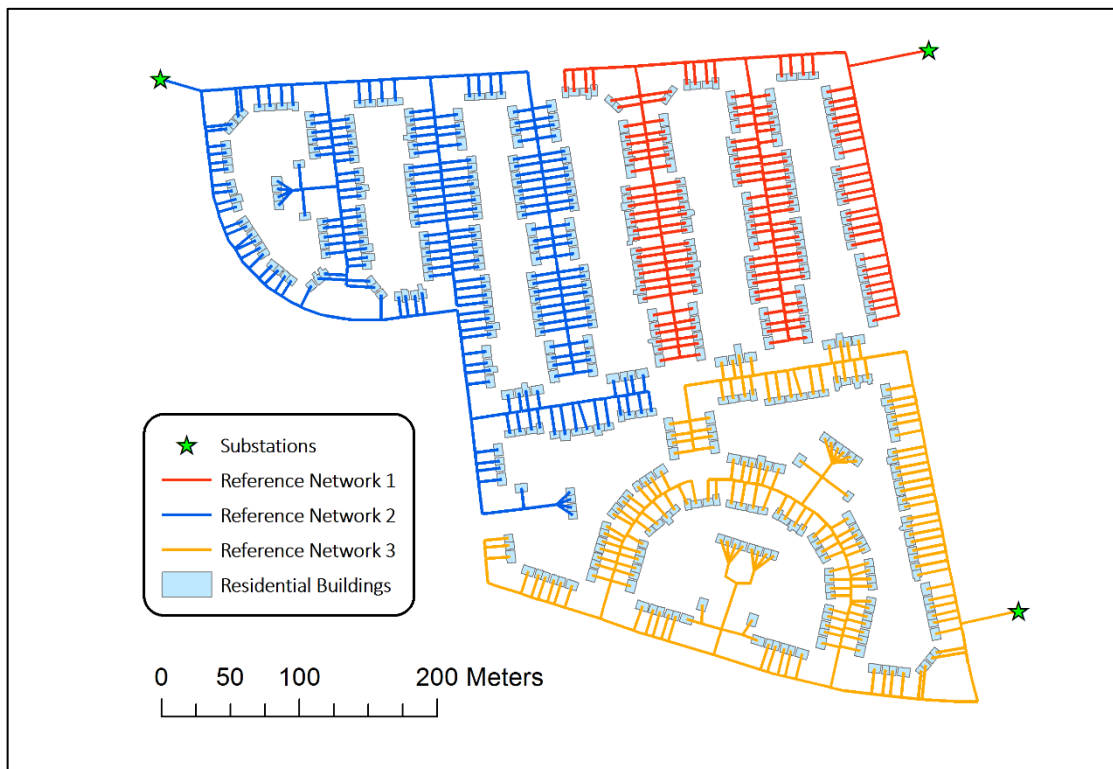 Substations
Reference Network 1
Reference Network 2
Reference Network 3
Residential Buildings
0 50 100 200 Meters